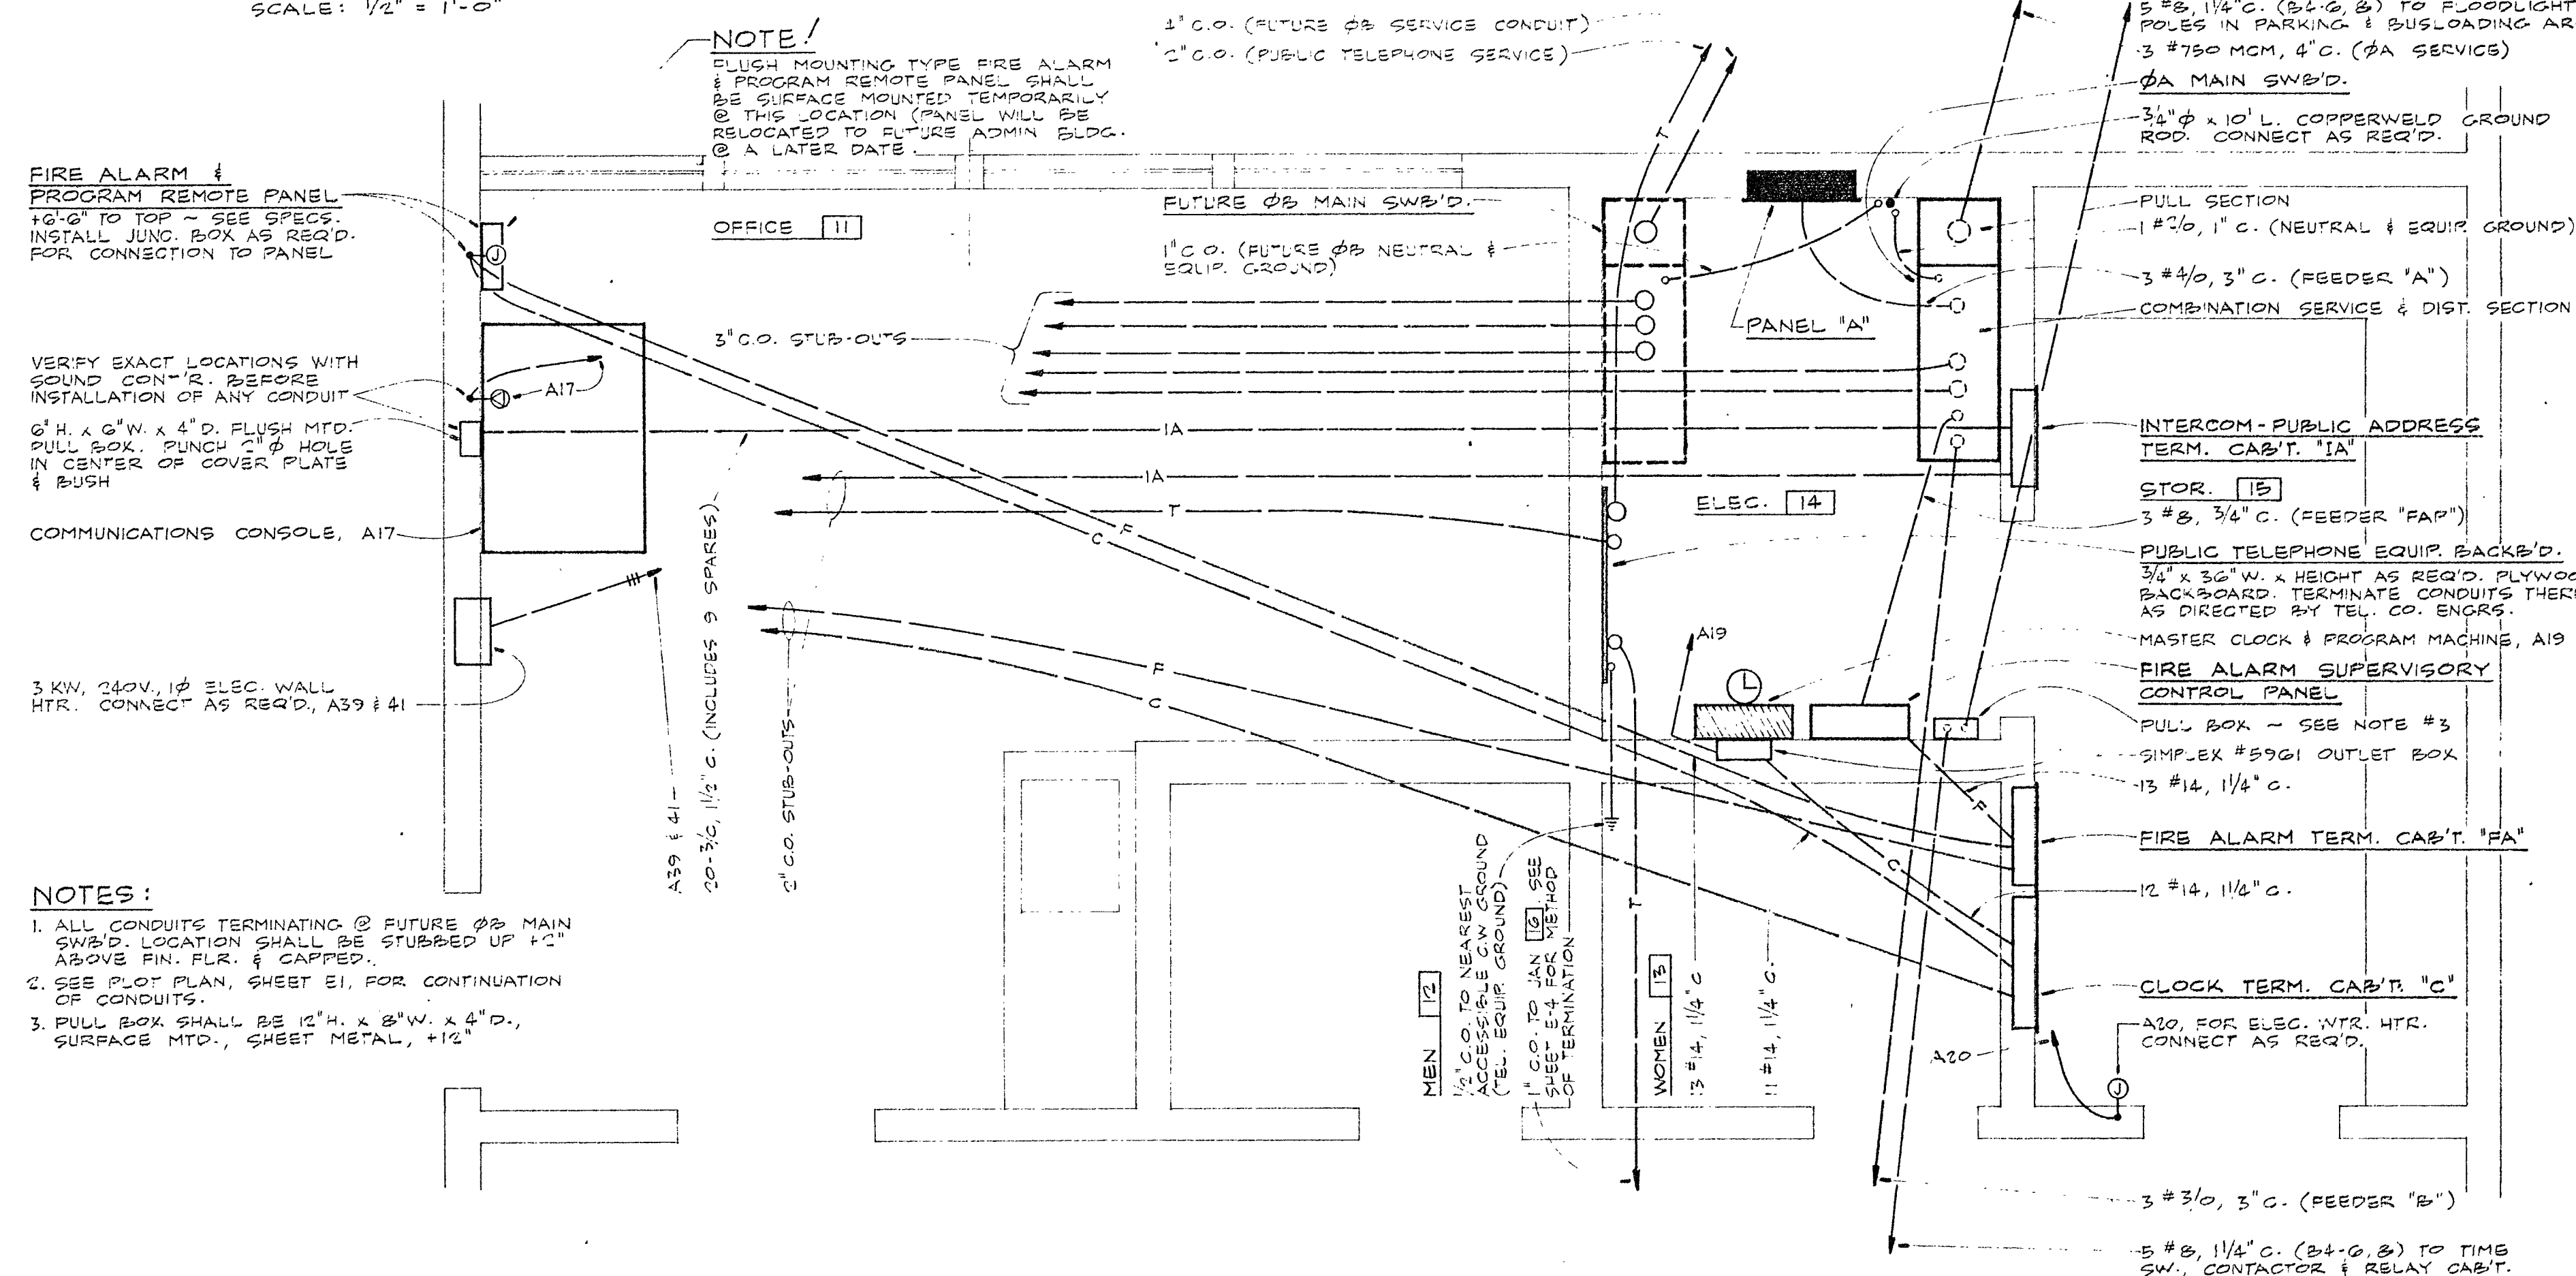 SCALE: 1/2" = 1'-0"
NOTE!
FLUSH MOUNTING TYPE FIRE ALARM
& PROGRAM REMOTE PANEL SHALL
BE SURFACE MOUNTED TEMPORARILY
@ THIS LOCATION (PANEL WILL BE
RELOCATED TO FUTURE ADMIN BLDG.
@ A LATER DATE.
1" C.O. (FUTURE ØB SERVICE CONDUIT)
2" C.O. (PUBLIC TELEPHONE SERVICE)
5 #8, 1 1/4" C. (B4-6, 8) TO FLOODLIGHT
POLES IN PARKING & BUSLOADING AR
3 #750 MCM, 4" C. (ØA SERVICE)
ØA MAIN SWB'D.
3/4" Ø x 10' L. COPPERWELD GROUND
ROD. CONNECT AS REQ'D.
PULL SECTION
1 #2/0, 1" C. (NEUTRAL & EQUIP. GROUND)
3 #4/0, 3" C. (FEEDER "A")
COMBINATION SERVICE & DIST. SECTION
INTERCOM-PUBLIC ADDRESS
TERM. CAB'T. "IA"
STOR. 15
3 #8, 3/4" C. (FEEDER "FAP")
PUBLIC TELEPHONE EQUIP. BACKB'D.
3/4" x 36" W. x HEIGHT AS REQ'D. PLYWOO
BACKBOARD. TERMINATE CONDUITS THER
AS DIRECTED BY TEL. CO. ENGRS.
MASTER CLOCK & PROGRAM MACHINE, A19
FIRE ALARM SUPERVISORY
CONTROL PANEL
PULL BOX ~ SEE NOTE #3
SIMPLEX #5961 OUTLET BOX
13 #14, 1 1/4" C.
FIRE ALARM TERM. CAB'T. "FA"
12 #14, 1 1/4" C.
CLOCK TERM. CAB'T. "C"
A20, FOR ELEC. WTR. HTR.
CONNECT AS REQ'D.
A20
J
3 #3/0, 3" C. (FEEDER "B")
5 #8, 1 1/4" C. (B4-6, 8) TO TIME
SW., CONTACTOR & RELAY CAB'T.
FIRE ALARM &
PROGRAM REMOTE PANEL
+6'-6" TO TOP ~ SEE SPECS.
INSTALL JUNC. BOX AS REQ'D.
FOR CONNECTION TO PANEL
J
OFFICE 11
FUTURE ØB MAIN SWB'D.
1" C.O. (FUTURE ØB NEUTRAL &
EQUIP. GROUND)
3" C.O. STUB-OUTS
PANEL "A"
VERIFY EXACT LOCATIONS WITH
SOUND CONT'R. BEFORE
INSTALLATION OF ANY CONDUIT
A17
6" H. x 6" W. x 4" D. FLUSH MTD.
PULL BOX. PUNCH 2" Ø HOLE
IN CENTER OF COVER PLATE
& BUSH
COMMUNICATIONS CONSOLE, A17
3 KW, 240V., 1Ø ELEC. WALL
HTR. CONNECT AS REQ'D., A39 & 41
T
IA
IA
T
F
C
F
C
ELEC. 14
A19
F
C
T
A39 & 41
20-3/C, 1 1/2" C. (INCLUDES 9 SPARES)
2" C.O. STUB-OUTS
MEN 12
1/2" C.O. TO NEAREST
ACCESSIBLE C.W. GROUND
(TEL. EQUIP. GROUND)
1" C.O. TO JAN 16. SEE
SHEET E-4 FOR METHOD
OF TERMINATION
WOMEN 13
13 #14, 1 1/4" C
11 #14, 1 1/4" C.
NOTES:
1. ALL CONDUITS TERMINATING @ FUTURE ØB MAIN
SWB'D. LOCATION SHALL BE STUBBED UP +2"
ABOVE FIN. FLR. & CAPPED.
2. SEE PLOT PLAN, SHEET E1, FOR CONTINUATION
OF CONDUITS.
3. PULL BOX SHALL BE 12" H. x 8" W. x 4" D.,
SURFACE MTD., SHEET METAL, +12"